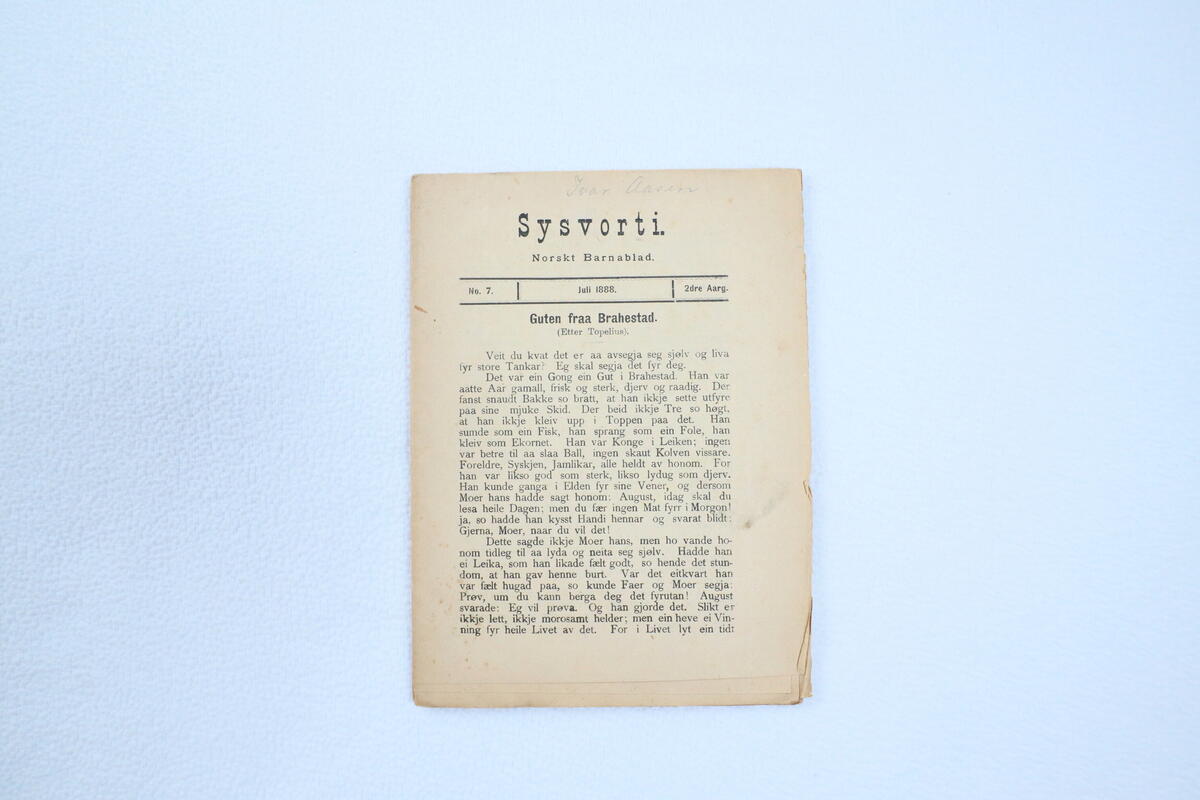 Ivar Aasen
Sysvorti.
Norskt Barnablad.
No. 7. Juli 1888. 2dre Aarg.
Guten fraa Brahestad.
(Etter Topelius).
Veit du kvat det er aa avsegja seg sjølv og liva
fyr store Tankar? Eg skal segja det fyr deg.
Det var ein Gong ein Gut i Brahestad. Han var
aatte Aar gamall, frisk og sterk, djerv og raadig. Der
fanst snaudt Bakke so bratt, at han ikkje sette utfyre
paa sine mjuke Skid. Der beid ikkje Tre so høgt,
at han ikkje kleiv upp i Toppen paa det. Han
sumde som ein Fisk, han sprang som ein Fole, han
kleiv som Ekornet. Han var Konge i Leiken; ingen
var betre til aa slaa Ball, ingen skaut Kolven vissare.
Foreldre, Syskjen, Jamlikar, alle heldt av honom. For
han var likso god som sterk, likso lydug som djerv.
Han kunde ganga i Elden fyr sine Vener, og dersom
Moer hans hadde sagt honom: August, idag skal du
lesa heile Dagen; men du fær ingen Mat fyrr i Morgon!
ja, so hadde han kysst Handi hennar og svarat blidt:
Gjerna, Moer, naar du vil det!
Dette sagde ikkje Moer hans, men ho vande ho-
nom tidleg til aa lyda og neita seg sjølv. Hadde han
ei Leika, som han likade fælt godt, so hende det stun-
dom, at han gav henne burt. Var det eitkvart han
var fælt hugad paa, so kunde Faer og Moer segja:
Prøv, um du kann berga deg det fyrutan! August
svarade: Eg vil prøva. Og han gjorde det. Slikt er
ikkje lett, ikkje morosamt helder; men ein heve ei Vin-
ning fyr heile Livet av det. For i Livet lyt ein tidt